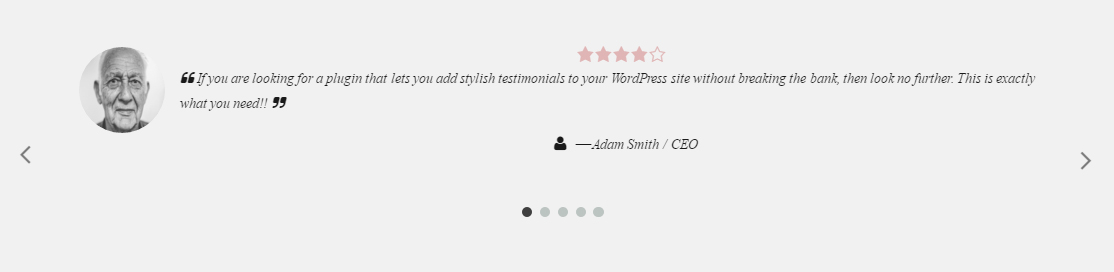 ❝ If you are looking for a plugin that lets you add stylish testimonials to your WordPress site without breaking the bank, then look no further. This is exactly
what you need!! ❞
—Adam Smith / CEO